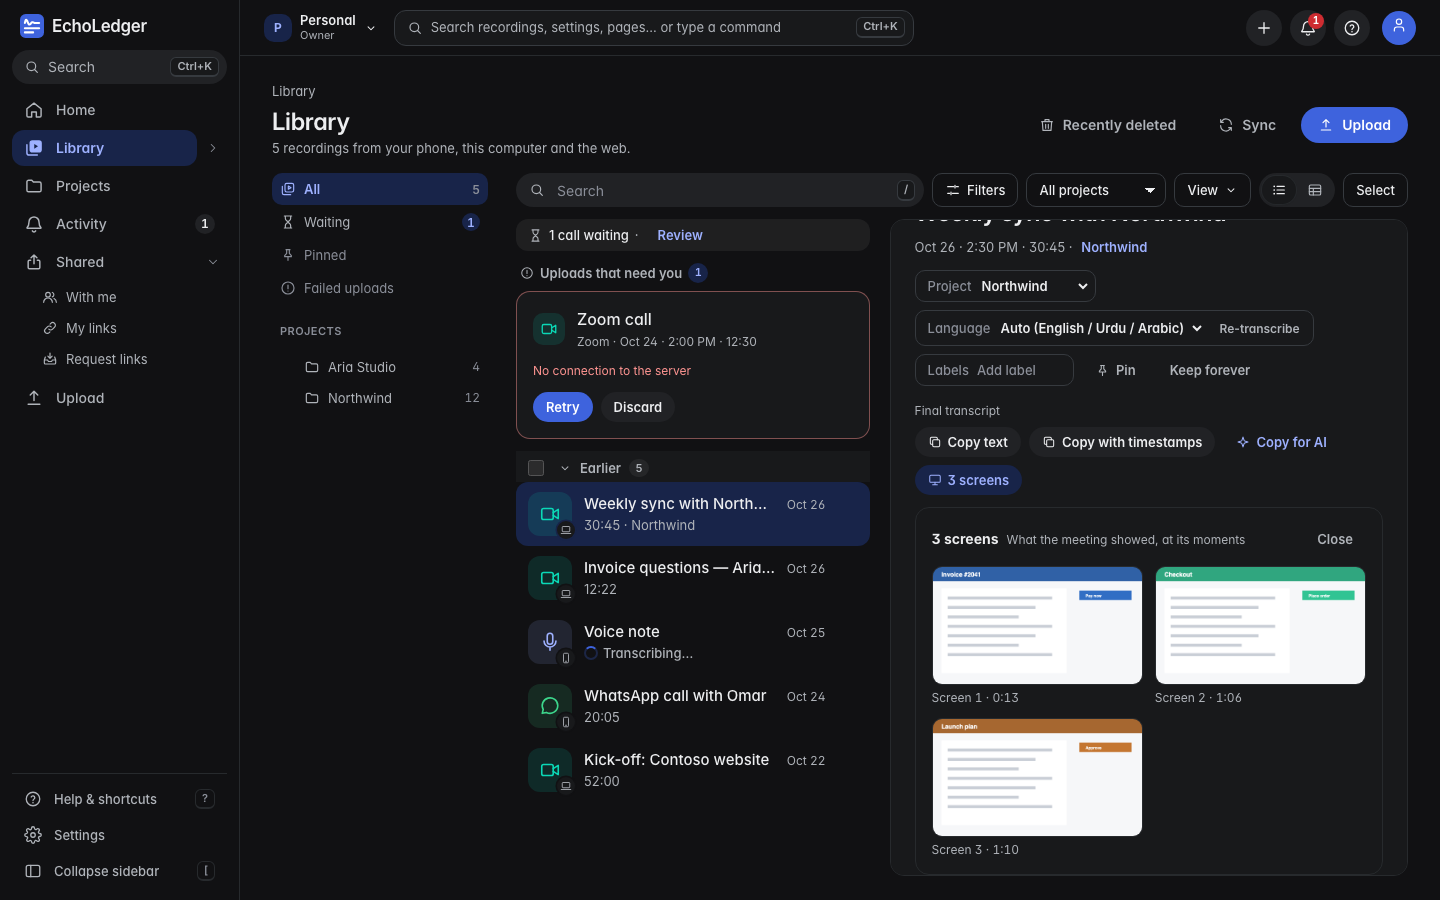 EchoLedger
Search Ctrl+K
Home
Library
Projects
Activity 1
Shared
With me
My links
Request links
Upload
Help & shortcuts ?
Settings
Collapse sidebar [
P Personal
Owner
Search recordings, settings, pages... or type a command Ctrl+K
1
Library
Library
5 recordings from your phone, this computer and the web.
Recently deleted Sync Upload
All 5
Waiting 1
Pinned
Failed uploads
PROJECTS
Aria Studio 4
Northwind 12
Search / Filters All projects View Select
1 call waiting · Review
Uploads that need you 1
Zoom call
Zoom · Oct 24 · 2:00 PM · 12:30
No connection to the server
Retry Discard
Earlier 5
Weekly sync with North... Oct 26
30:45 · Northwind
Invoice questions — Aria... Oct 26
12:22
Voice note Oct 25
Transcribing...
WhatsApp call with Omar Oct 24
20:05
Kick-off: Contoso website Oct 22
52:00
Weekly sync with Northwind
Oct 26 · 2:30 PM · 30:45 · Northwind
Project Northwind
Language Auto (English / Urdu / Arabic) Re-transcribe
Labels Add label Pin Keep forever
Final transcript
Copy text Copy with timestamps Copy for AI
3 screens
3 screens What the meeting showed, at its moments Close
Invoice #2041
Pay now
Checkout
Place order
Screen 1 · 0:13 Screen 2 · 1:06
Launch plan
Approve
Screen 3 · 1:10